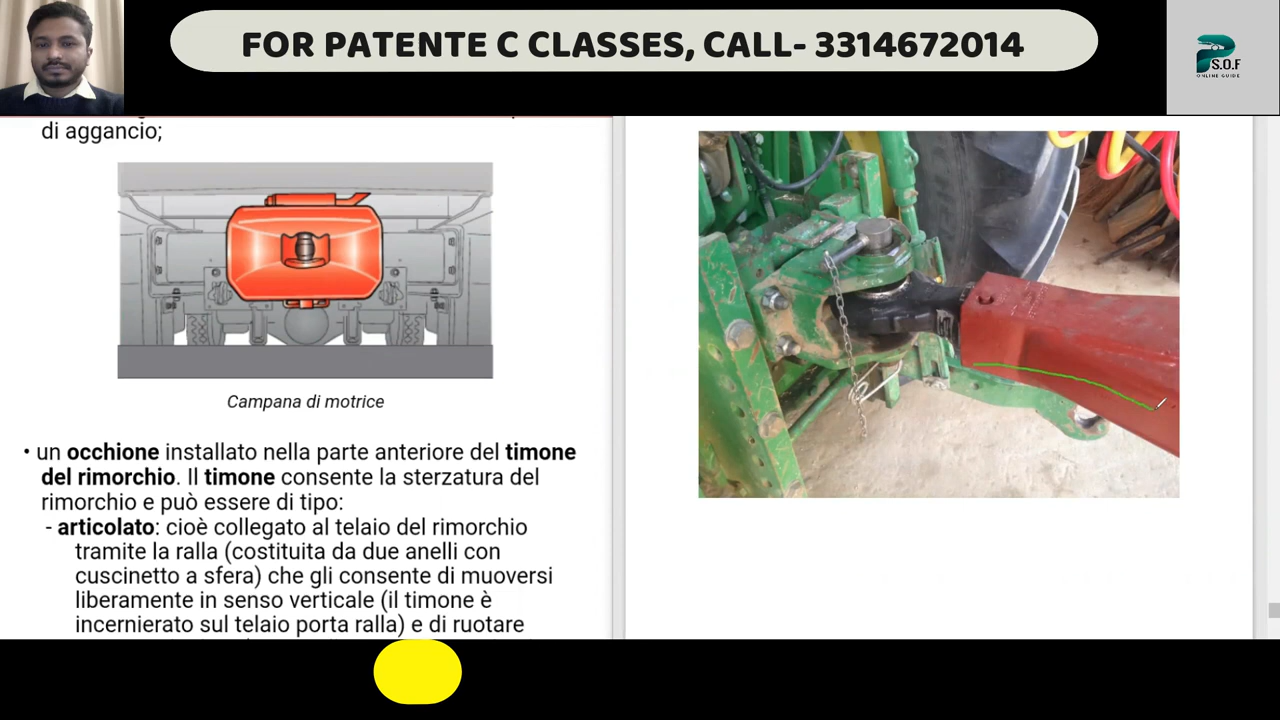 FOR PATENTE C CLASSES, CALL- 3314672014
S.O.F
ONLINE GUIDE
di aggancio;
Campana di motrice
• un occhione installato nella parte anteriore del timone
del rimorchio. Il timone consente la sterzatura del
rimorchio e può essere di tipo:
- articolato: cioè collegato al telaio del rimorchio
tramite la ralla (costituita da due anelli con
cuscinetto a sfera) che gli consente di muoversi
liberamente in senso verticale (il timone è
incernierato sul telaio porta ralla) e di ruotare